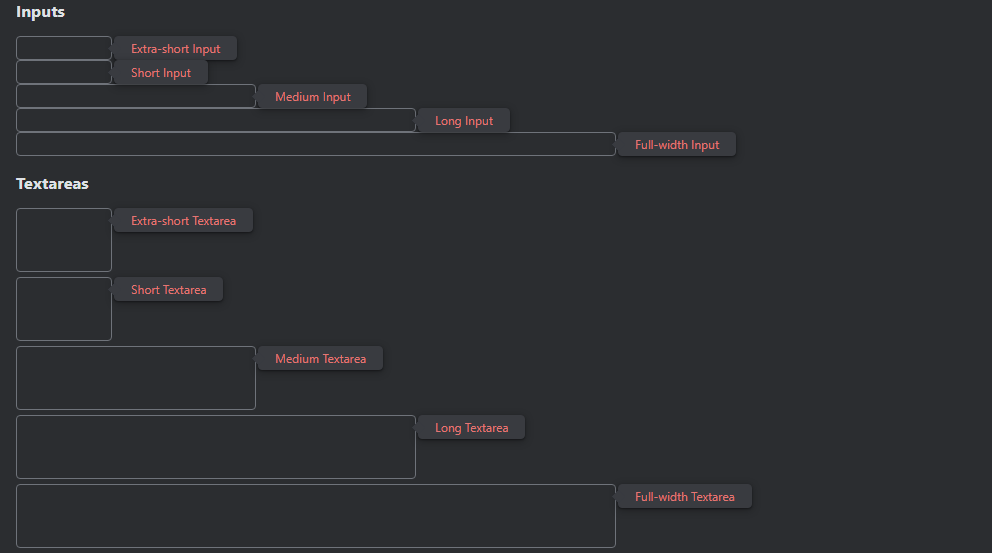 Inputs
Extra-short Input
Short Input
Medium Input
Long Input
Full-width Input
Textareas
Extra-short Textarea
Short Textarea
Medium Textarea
Long Textarea
Full-width Textarea